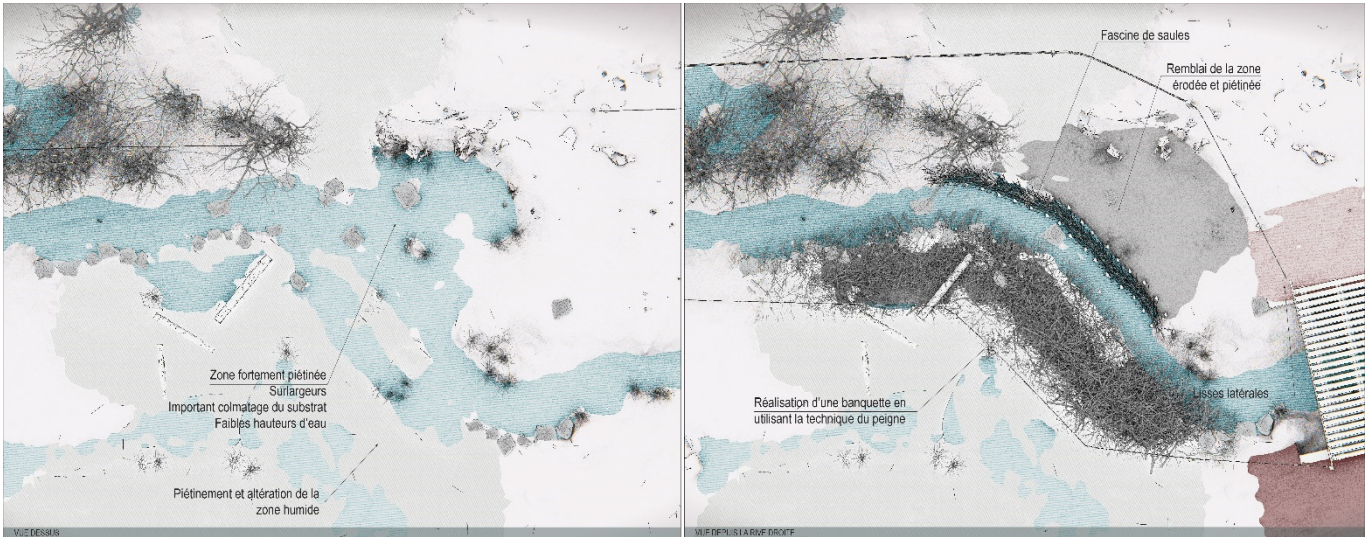 Zone fortement piétinée
Surlargeurs
Important colmatage du substrat
Faibles hauteurs d'eau
Piétinement et altération de la
zone humide
VUE DESSUS
Fascine de saules
Remblai de la zone
érodée et piétinée
Lisses latérales
Réalisation d'une banquette en
utilisant la technique du peigne
VUE DEPUIS LA RIVE DROITE